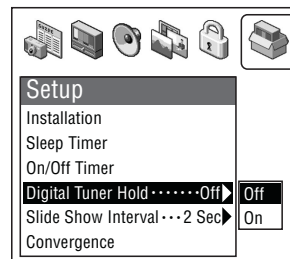 Setup
Installation
Sleep Timer
On/Off Timer
Digital Tuner Hold·······Off
Off
Slide Show Interval···2 Sec
On
Convergence